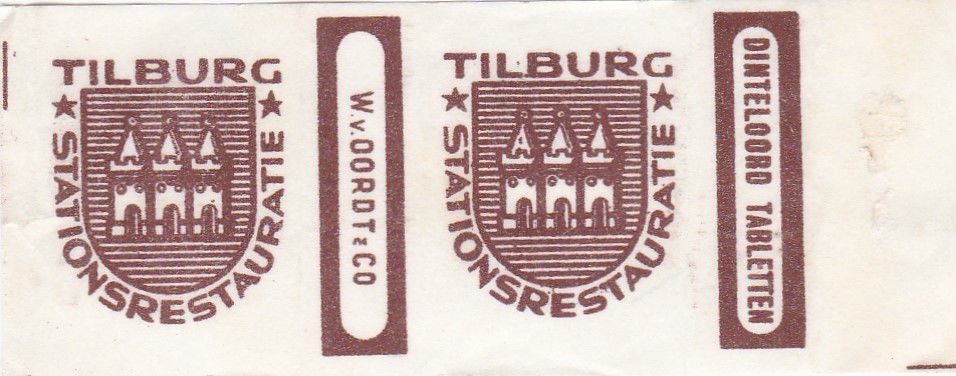 TILBURG
STATIONSRESTAURATIE
W.v.OORDT & CO
TILBURG
STATIONSRESTAURATIE
DINTELOORD TABLETTEN